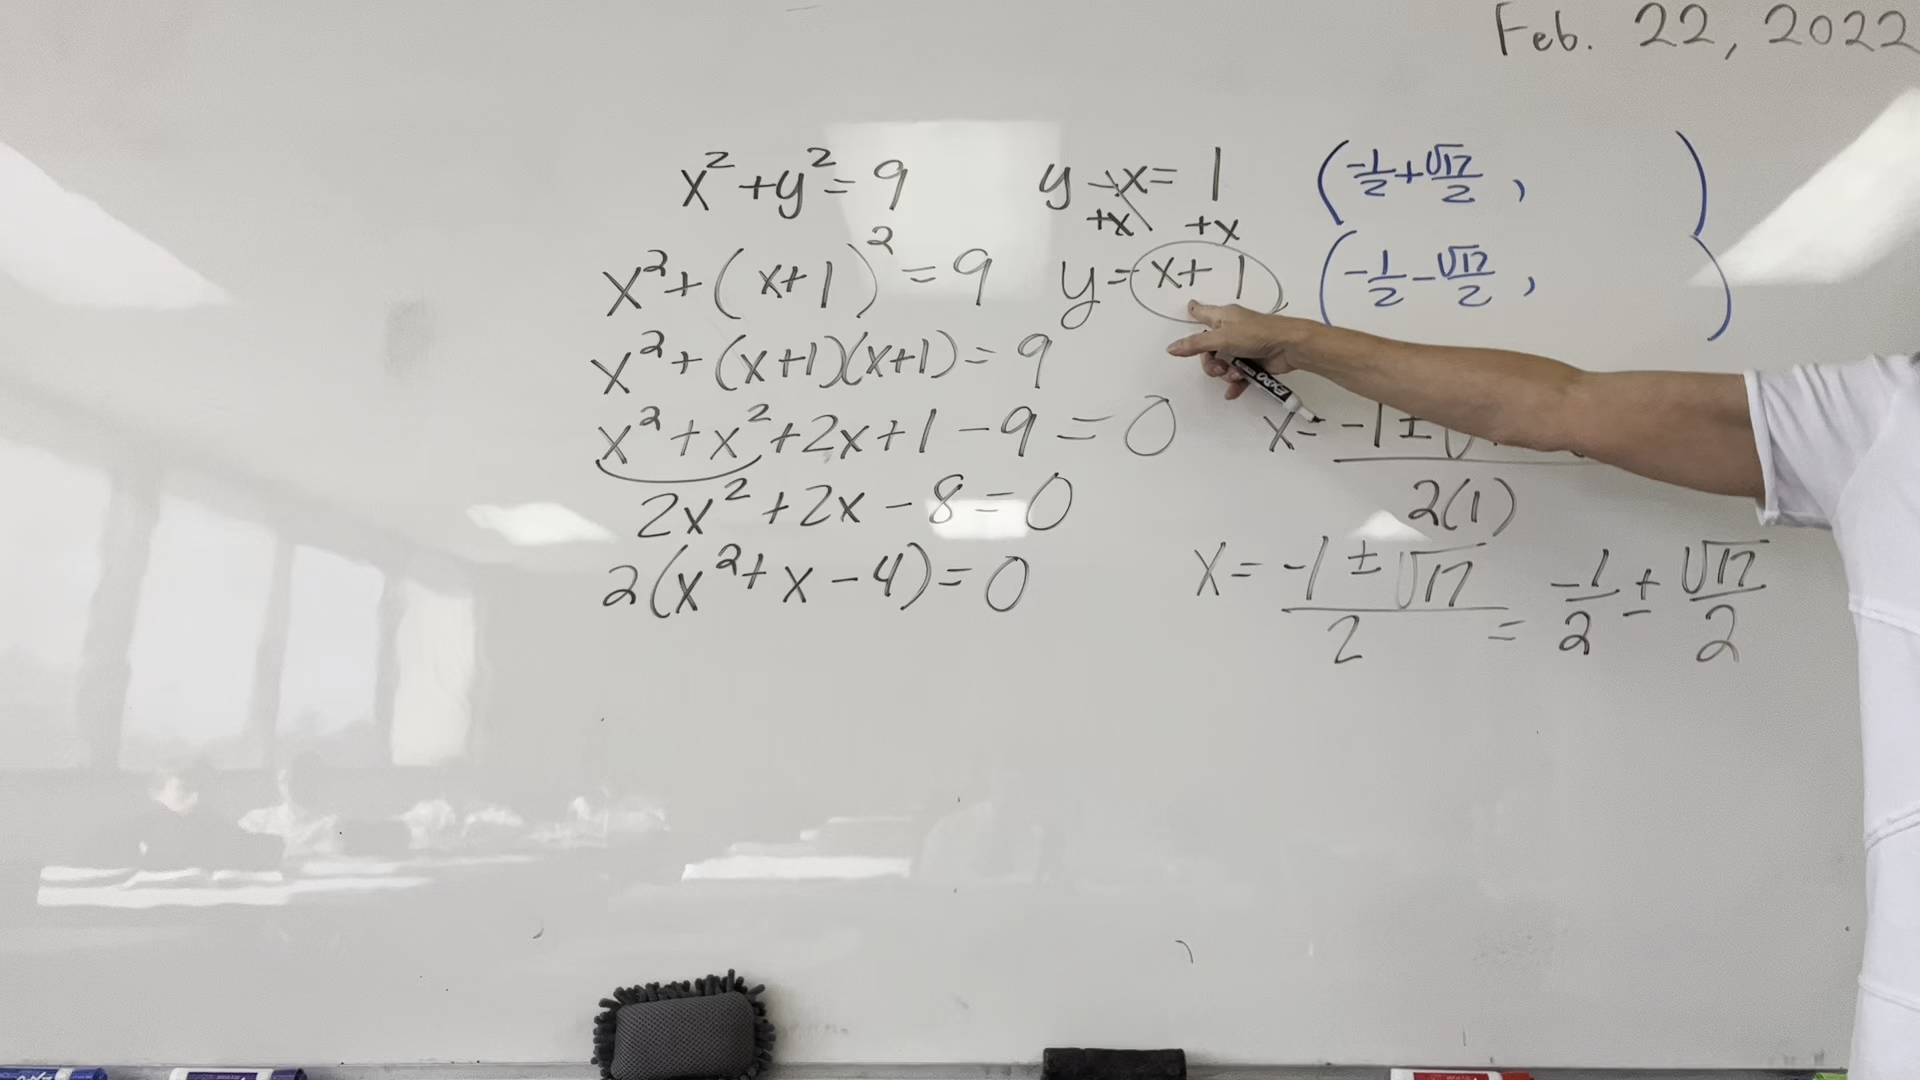 Feb. 22, 2022
x² + y² = 9
x² + (x+1)² = 9
x² + (x+1)(x+1) = 9
x² + x² + 2x + 1 - 9 = 0
2x² + 2x - 8 = 0
2(x² + x - 4) = 0
y - x = 1
+x +x
y = x + 1
(-1/2 + √17/2 , )
(-1/2 - √17/2 , )
x = -1 ± √
2(1)
x = (-1 ± √17)/2 = -1/2 ± √17/2
EXPO